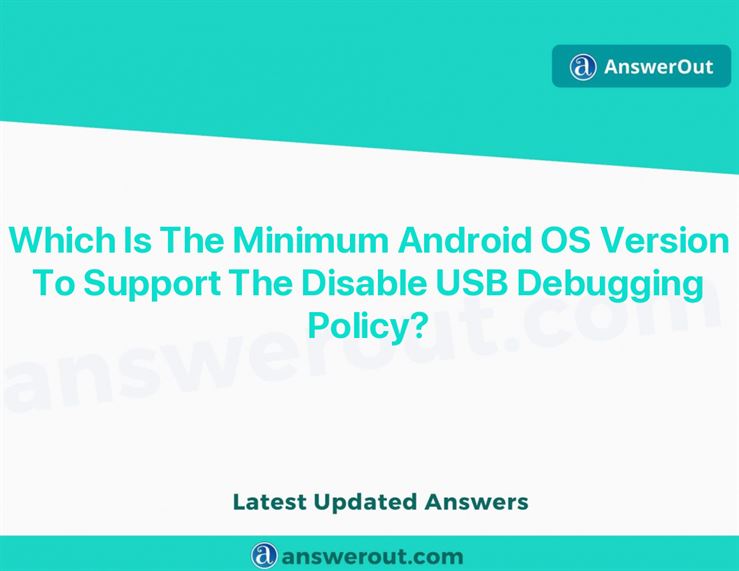 AnswerOut
Which Is The Minimum Android OS Version
To Support The Disable USB Debugging
Policy?
answerout.com
Latest Updated Answers
answerout.com